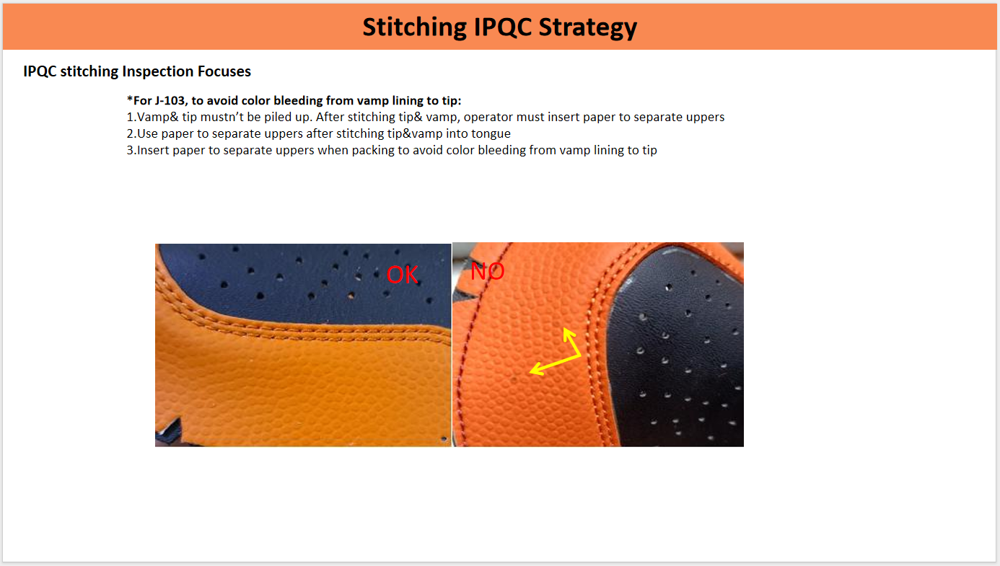 Stitching IPQC Strategy
IPQC stitching Inspection Focuses
*For J-103, to avoid color bleeding from vamp lining to tip:
1.Vamp& tip mustn’t be piled up. After stitching tip& vamp, operator must insert paper to separate uppers
2.Use paper to separate uppers after stitching tip&vamp into tongue
3.Insert paper to separate uppers when packing to avoid color bleeding from vamp lining to tip
OK
NO